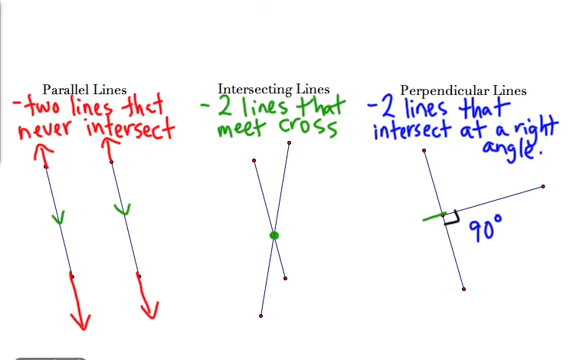 Parallel Lines
- two lines that
never intersect
Intersecting Lines
- 2 lines that
meet cross
Perpendicular Lines
- 2 lines that
intersect at a right
angle.
90°